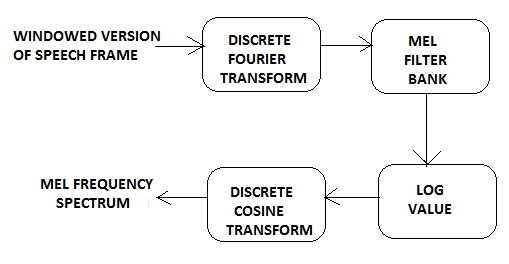 WINDOWED VERSION
OF SPEECH FRAME
DISCRETE
FOURIER
TRANSFORM
MEL
FILTER
BANK
LOG
VALUE
DISCRETE
COSINE
TRANSFORM
MEL FREQUENCY
SPECTRUM